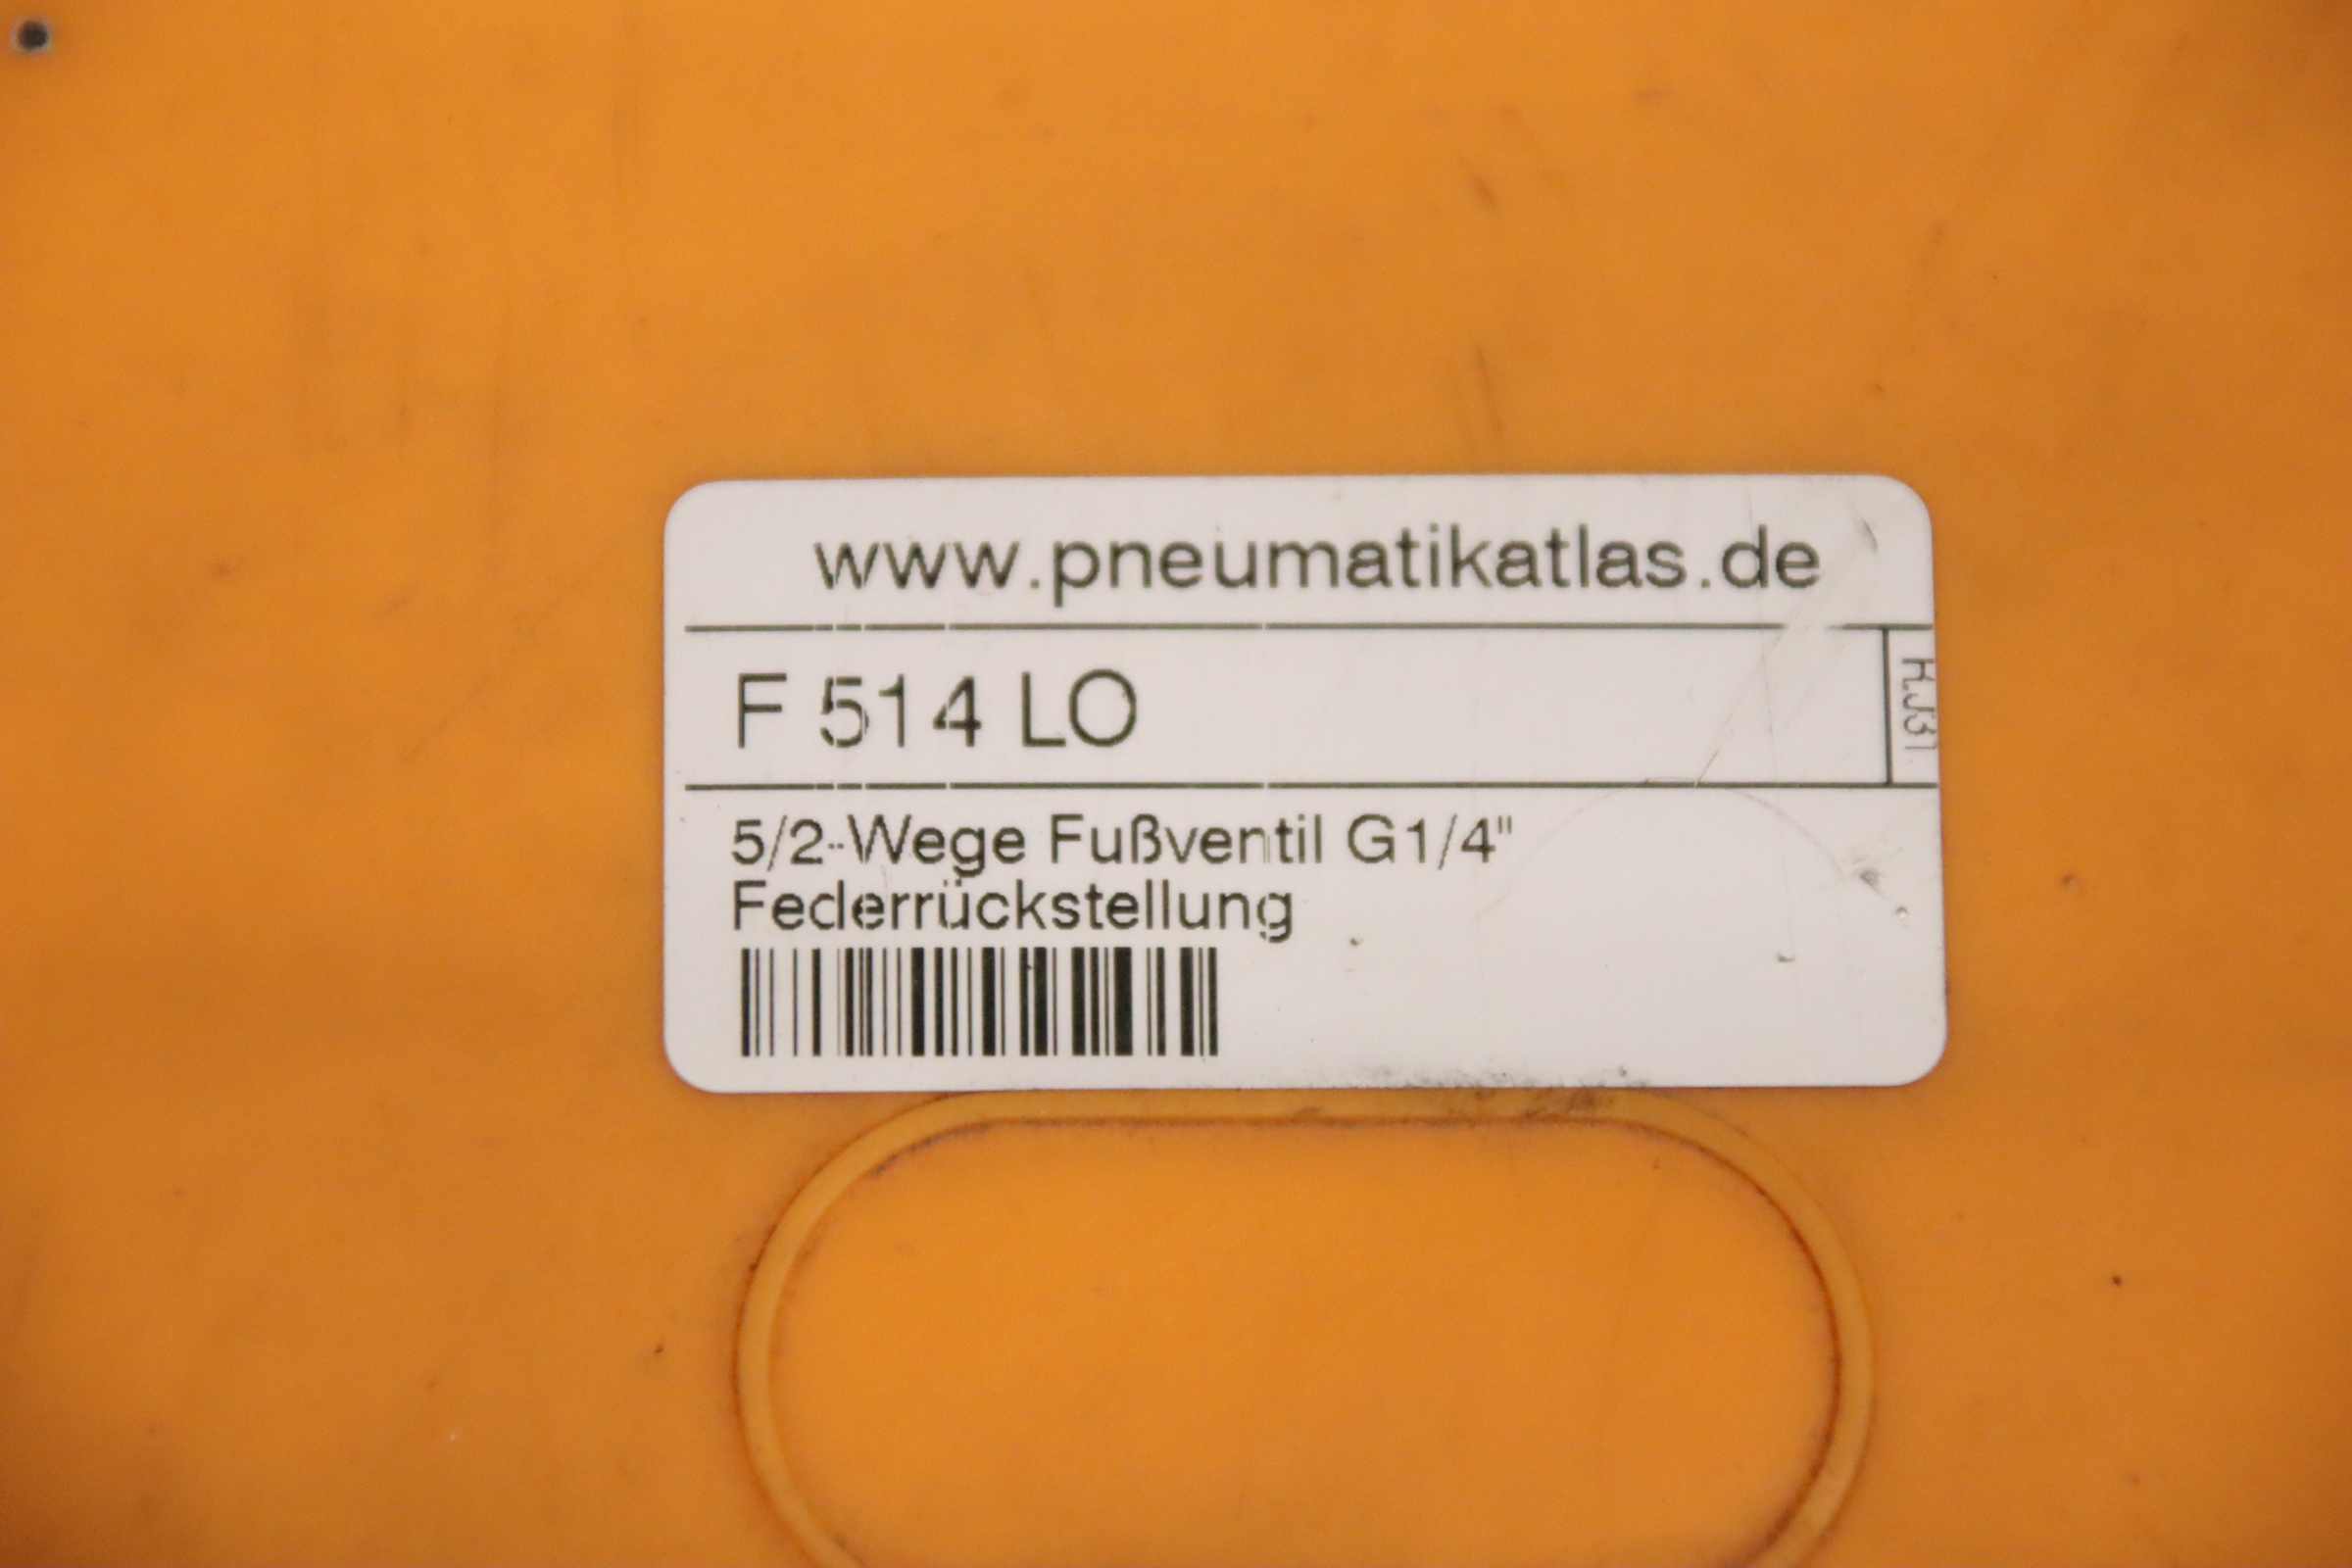 www.pneumatikatlas.de
F 514 LO
5/2-Wege Fußventil G1/4"
Federrückstellung